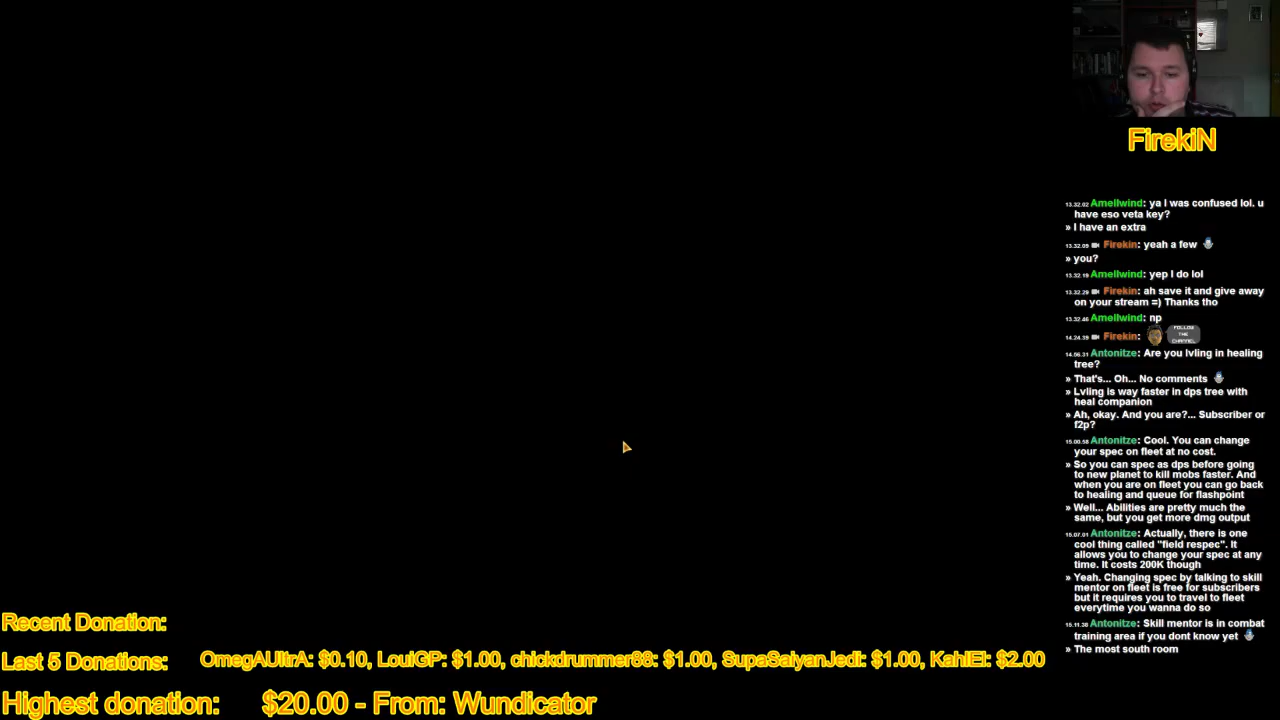 FirekiN
13.32.02 Amellwind: ya I was confused lol. u
have eso veta key?
» I have an extra
13.32.09 Firekin: yeah a few
» you?
13.32.19 Amellwind: yep I do lol
13.32.29 Firekin: ah save it and give away
on your stream =) Thanks tho
13.32.46 Amellwind: np
14.24.39 Firekin: FOLLOW
THE
CHANNEL
14.56.31 Antonitze: Are you lvling in healing
tree?
» That's... Oh... No comments
» Lvling is way faster in dps tree with
heal companion
» Ah, okay. And you are?... Subscriber or
f2p?
15.00.58 Antonitze: Cool. You can change
your spec on fleet at no cost.
» So you can spec as dps before going
to new planet to kill mobs faster. And
when you are on fleet you can go back
to healing and queue for flashpoint
» Well... Abilities are pretty much the
same, but you get more dmg output
15.07.01 Antonitze: Actually, there is one
cool thing called "field respec". It
allows you to change your spec at any
time. It costs 200K though
» Yeah. Changing spec by talking to skill
mentor on fleet is free for subscribers
but it requires you to travel to fleet
everytime you wanna do so
15.11.38 Antonitze: Skill mentor is in combat
training area if you dont know yet
» The most south room
Recent Donation:
Last 5 Donations: OmegAUltrA: $0.10, LouiGP: $1.00, chickdrummer88: $1.00, SupaSaiyanJedi: $1.00, KahlEl: $2.00
Highest donation: $20.00 - From: Wundicator